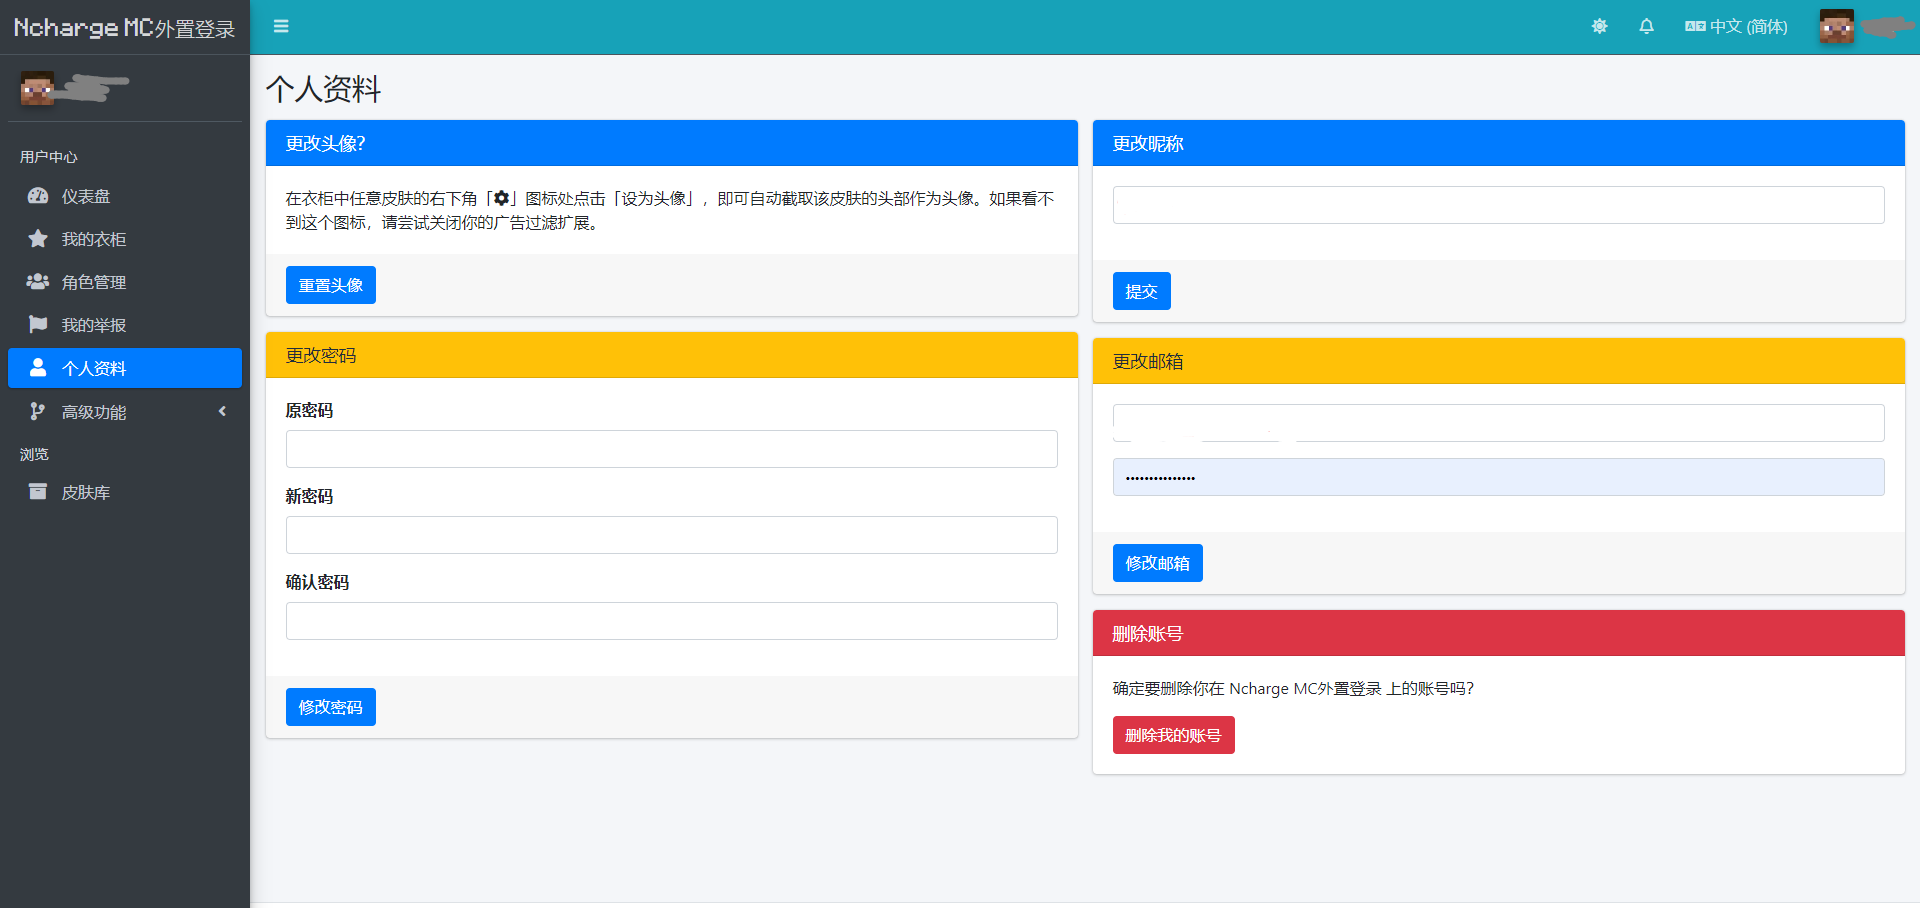 Ncharge MC外置登录
中文 (简体)
用户中心
仪表盘
我的衣柜
角色管理
我的举报
个人资料
高级功能
浏览
皮肤库
个人资料
更改头像?
在衣柜中任意皮肤的右下角「」图标处点击「设为头像」，即可自动截取该皮肤的头部作为头像。如果看不
到这个图标，请尝试关闭你的广告过滤扩展。
重置头像
更改密码
原密码
新密码
确认密码
修改密码
更改昵称
提交
更改邮箱
•••••••••••••••
修改邮箱
删除账号
确定要删除你在 Ncharge MC外置登录 上的账号吗?
删除我的账号